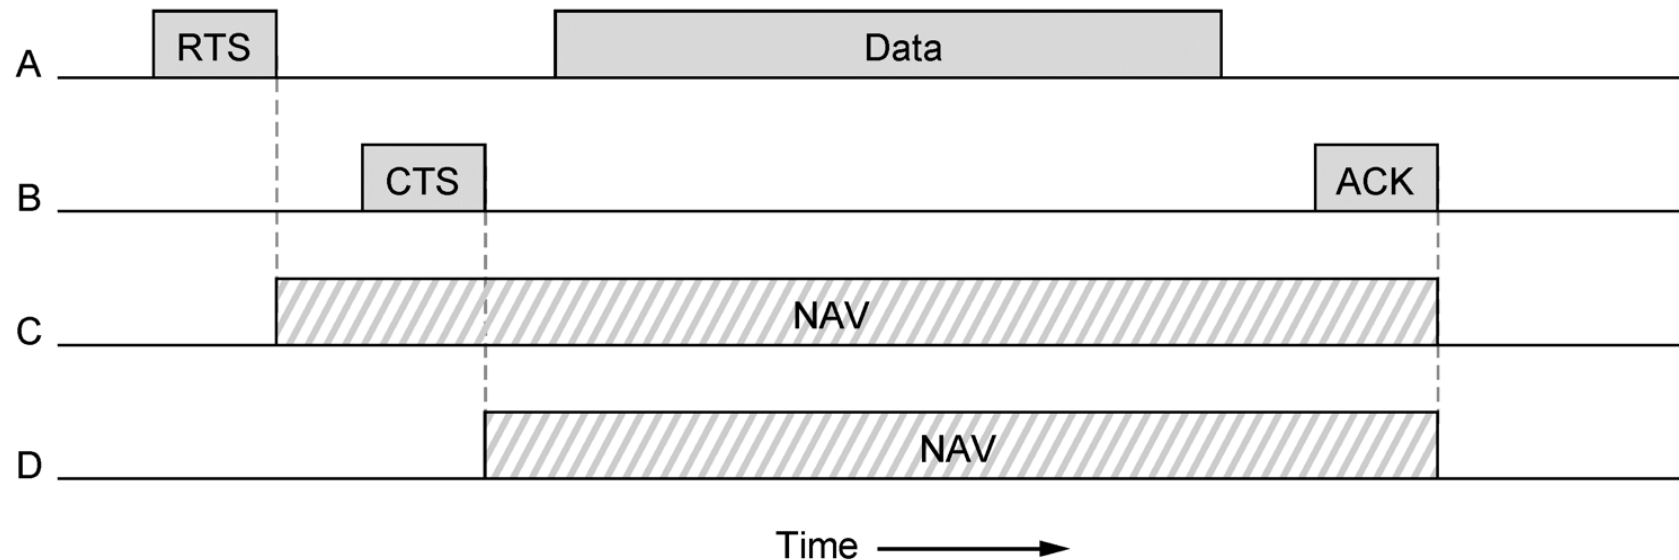 A RTS Data
B CTS ACK
C NAV
D NAV
Time